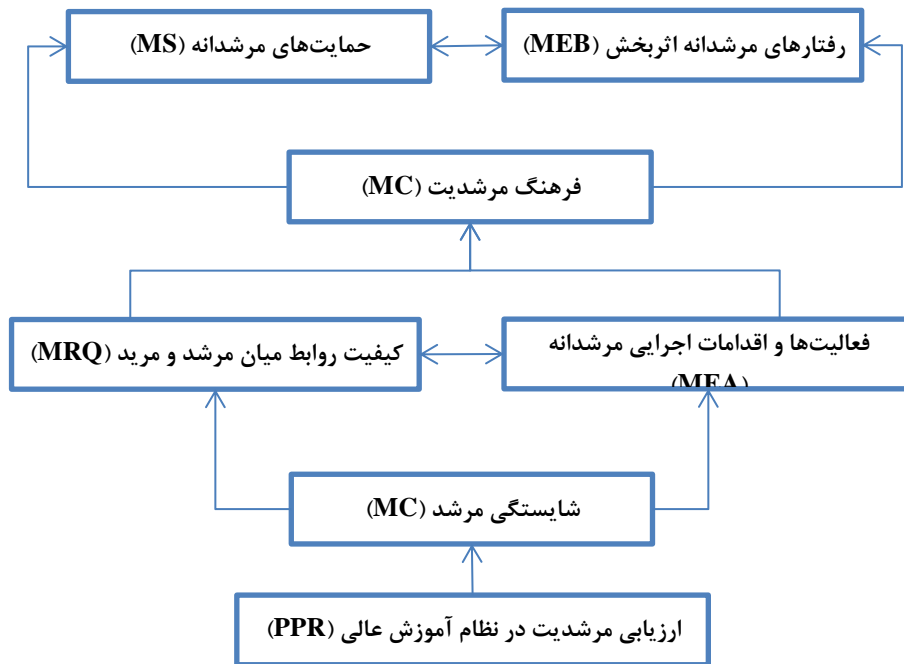 رفتارهای مرشدانه اثربخش (MEB)
حمایت‌های مرشدانه (MS)
فرهنگ مرشدیت (MC)
فعالیت‌ها و اقدامات اجرایی مرشدانه
(MEA)
کیفیت روابط میان مرشد و مرید (MRQ)
شایستگی مرشد (MC)
ارزیابی مرشدیت در نظام آموزش عالی (PPR)